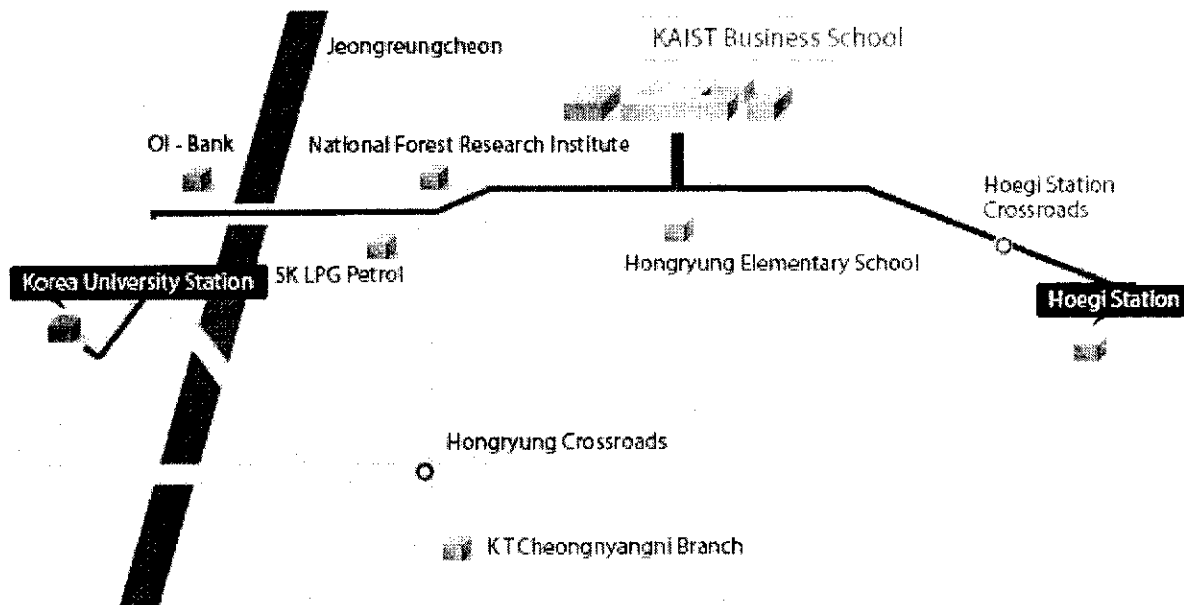 Jeongreungcheon
KAIST Business School
OI - Bank
National Forest Research Institute
Hoegi Station
Crossroads
Korea University Station
SK LPG Petrol
Hongryung Elementary School
Hoegi Station
Hongryung Crossroads
KT Cheongnyangni Branch